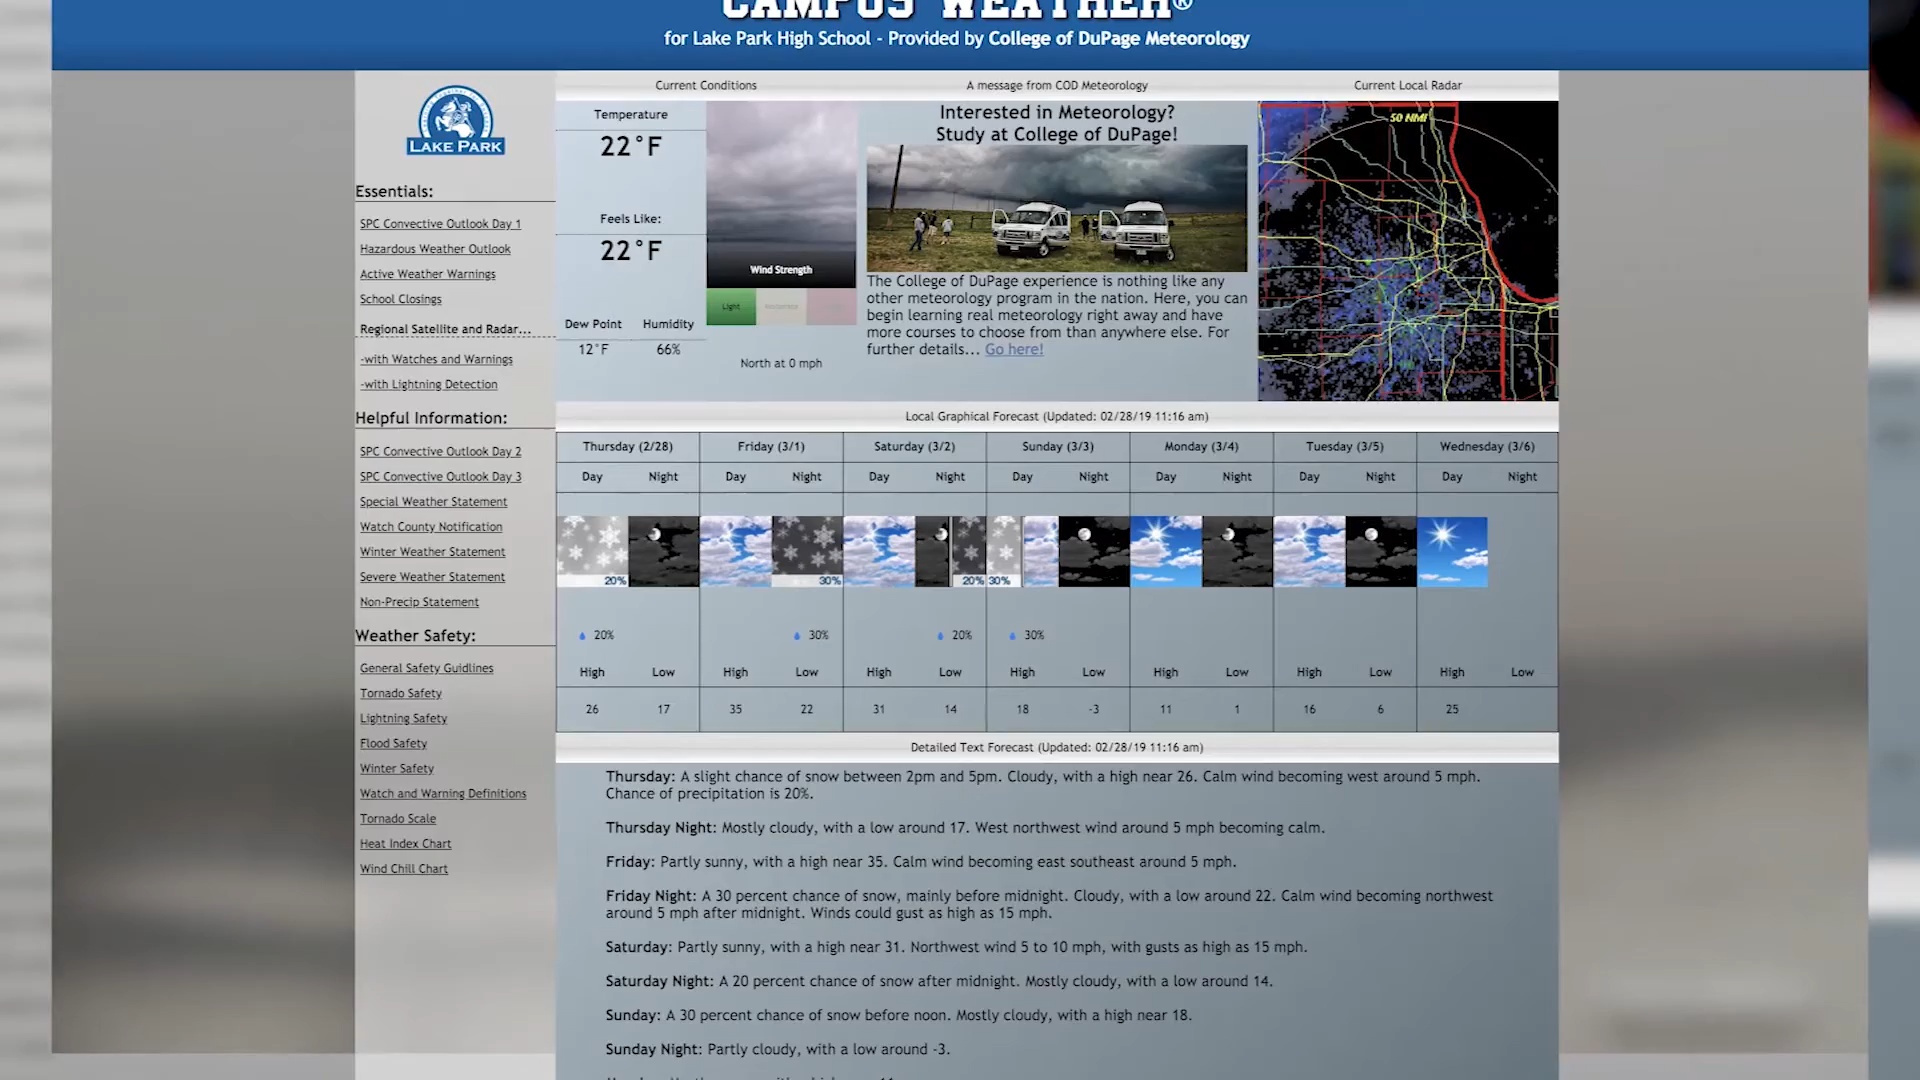 CAMPUS WEATHER®
for Lake Park High School - Provided by College of DuPage Meteorology
LAKE PARK
Essentials:
SPC Convective Outlook Day 1
Hazardous Weather Outlook
Active Weather Warnings
School Closings
Regional Satellite and Radar...
-with Watches and Warnings
-with Lightning Detection
Helpful Information:
SPC Convective Outlook Day 2
SPC Convective Outlook Day 3
Special Weather Statement
Watch County Notification
Winter Weather Statement
Severe Weather Statement
Non-Precip Statement
Weather Safety:
General Safety Guidlines
Tornado Safety
Lightning Safety
Flood Safety
Winter Safety
Watch and Warning Definitions
Tornado Scale
Heat Index Chart
Wind Chill Chart
Current Conditions
Temperature
22°F
Feels Like:
22°F
Dew Point Humidity
12°F 66%
Wind Strength
Light
North at 0 mph
A message from COD Meteorology
Interested in Meteorology?
Study at College of DuPage!
The College of DuPage experience is nothing like any
other meteorology program in the nation. Here, you can
begin learning real meteorology right away and have
more courses to choose from than anywhere else. For
further details... Go here!
Current Local Radar
50 NMI
Local Graphical Forecast (Updated: 02/28/19 11:16 am)
Thursday (2/28) Friday (3/1) Saturday (3/2) Sunday (3/3) Monday (3/4) Tuesday (3/5) Wednesday (3/6)
Day Night Day Night Day Night Day Night Day Night Day Night Day Night
20% 30% 20% 30%
20% 30% 20% 30%
High Low High Low High Low High Low High Low High Low High Low
26 17 35 22 31 14 18 -3 11 1 16 6 25
Detailed Text Forecast (Updated: 02/28/19 11:16 am)
Thursday: A slight chance of snow between 2pm and 5pm. Cloudy, with a high near 26. Calm wind becoming west around 5 mph.
Chance of precipitation is 20%.
Thursday Night: Mostly cloudy, with a low around 17. West northwest wind around 5 mph becoming calm.
Friday: Partly sunny, with a high near 35. Calm wind becoming east southeast around 5 mph.
Friday Night: A 30 percent chance of snow, mainly before midnight. Cloudy, with a low around 22. Calm wind becoming northwest
around 5 mph after midnight. Winds could gust as high as 15 mph.
Saturday: Partly sunny, with a high near 31. Northwest wind 5 to 10 mph, with gusts as high as 15 mph.
Saturday Night: A 20 percent chance of snow after midnight. Mostly cloudy, with a low around 14.
Sunday: A 30 percent chance of snow before noon. Mostly cloudy, with a high near 18.
Sunday Night: Partly cloudy, with a low around -3.